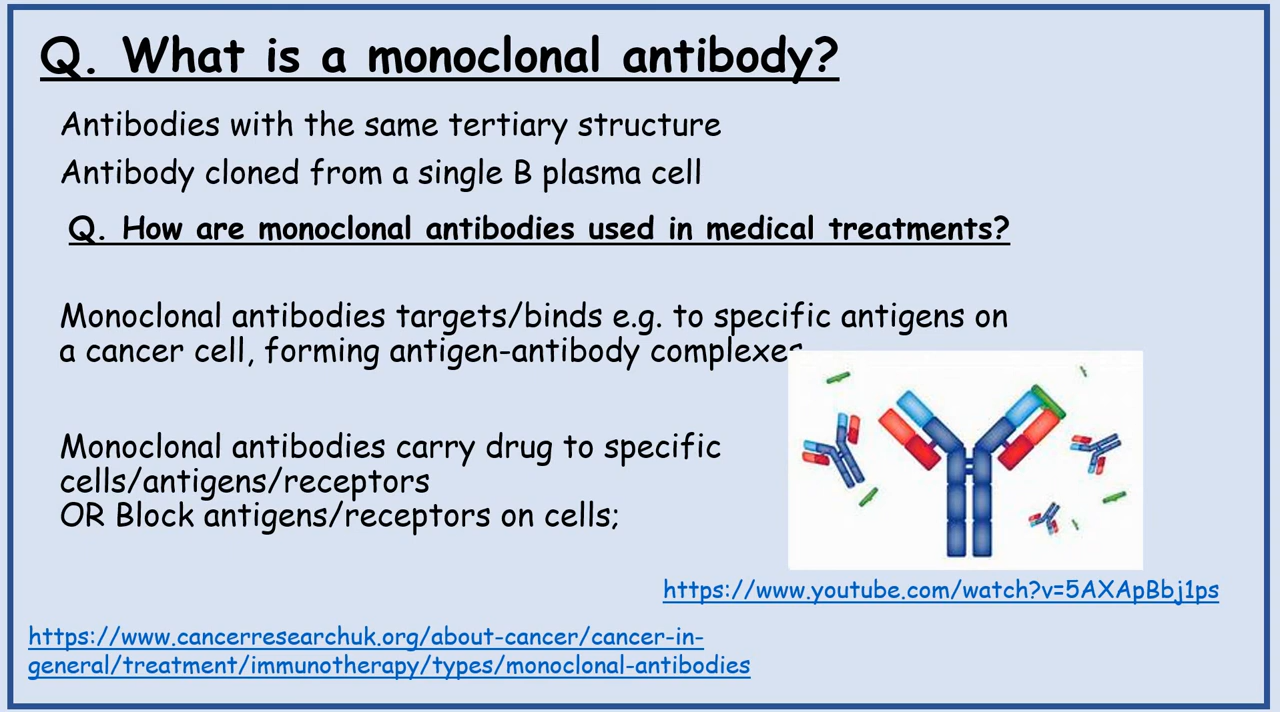 Q. What is a monoclonal antibody?
Antibodies with the same tertiary structure
Antibody cloned from a single B plasma cell
Q. How are monoclonal antibodies used in medical treatments?
Monoclonal antibodies targets/binds e.g. to specific antigens on
a cancer cell, forming antigen-antibody complexes
Monoclonal antibodies carry drug to specific
cells/antigens/receptors
OR Block antigens/receptors on cells;
https://www.youtube.com/watch?v=5AXApBbj1ps
https://www.cancerresearchuk.org/about-cancer/cancer-in-
general/treatment/immunotherapy/types/monoclonal-antibodies